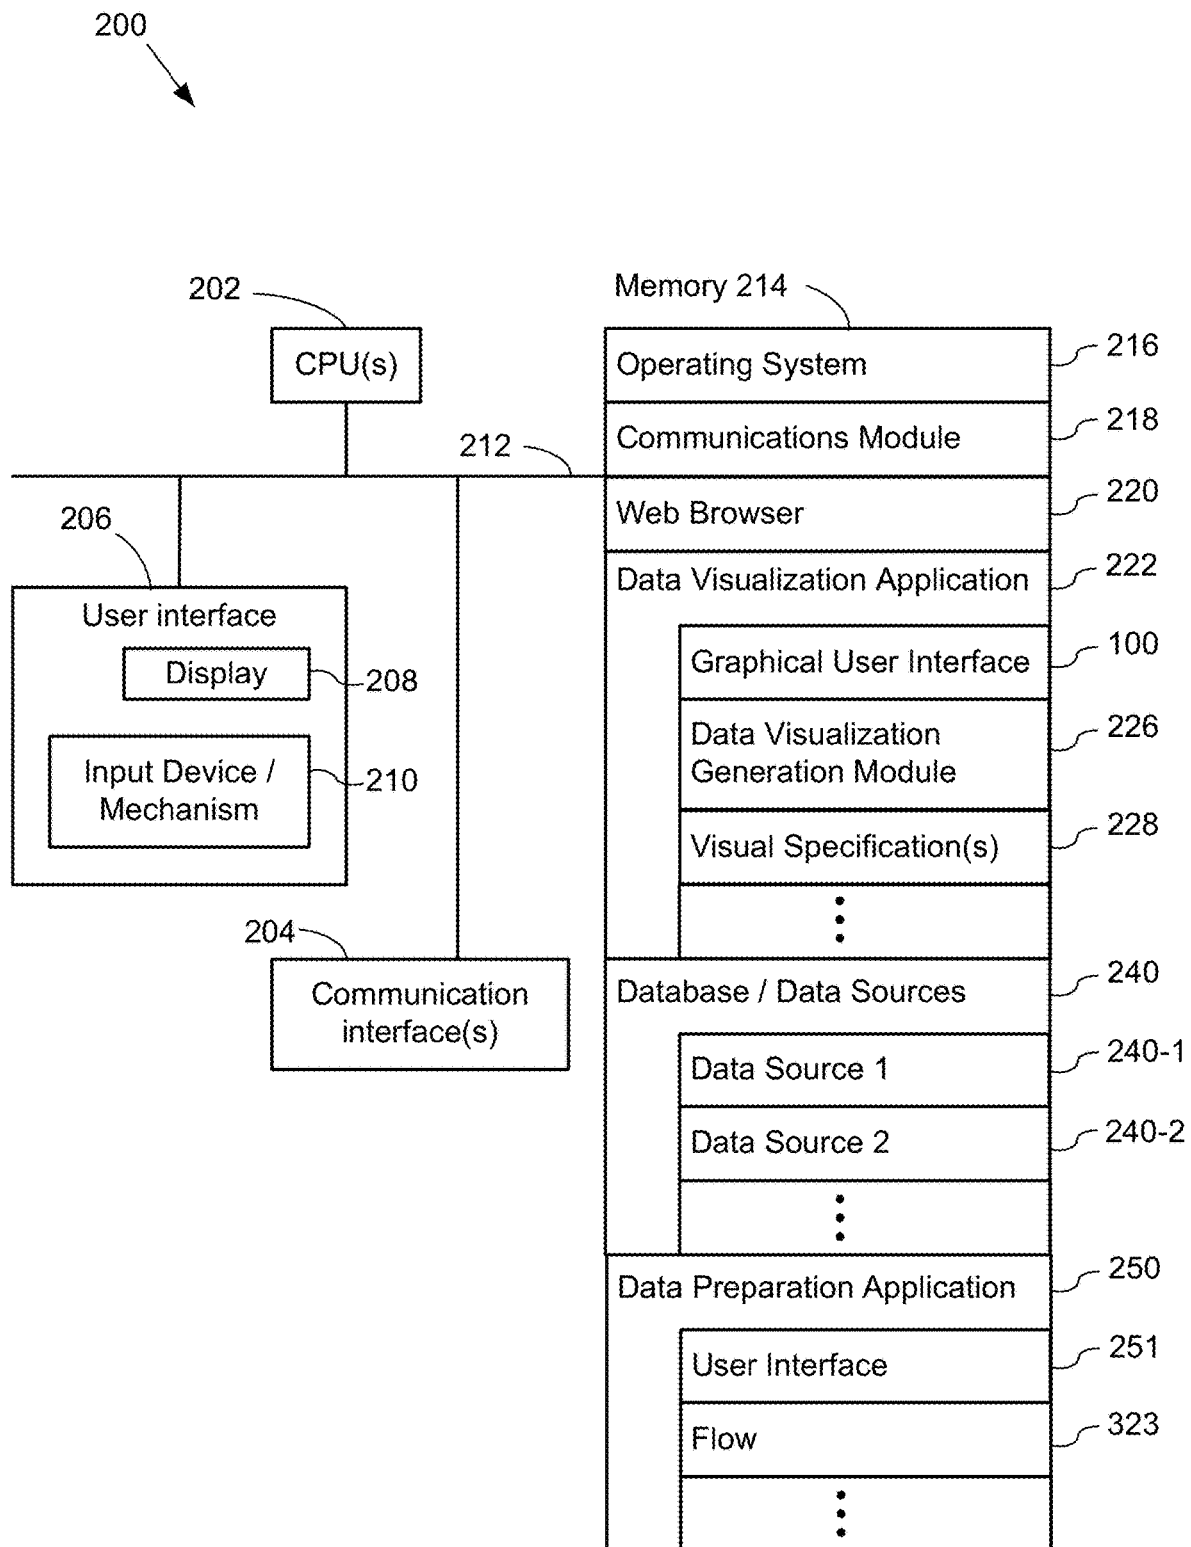 200
202
CPU(s)
212
206
User interface
Display
208
Input Device /
Mechanism
210
204
Communication
interface(s)
Memory 214
Operating System
216
Communications Module
218
Web Browser
220
Data Visualization Application
222
Graphical User Interface
100
Data Visualization
Generation Module
226
Visual Specification(s)
228
Database / Data Sources
240
Data Source 1
240-1
Data Source 2
240-2
Data Preparation Application
250
User Interface
251
Flow
323